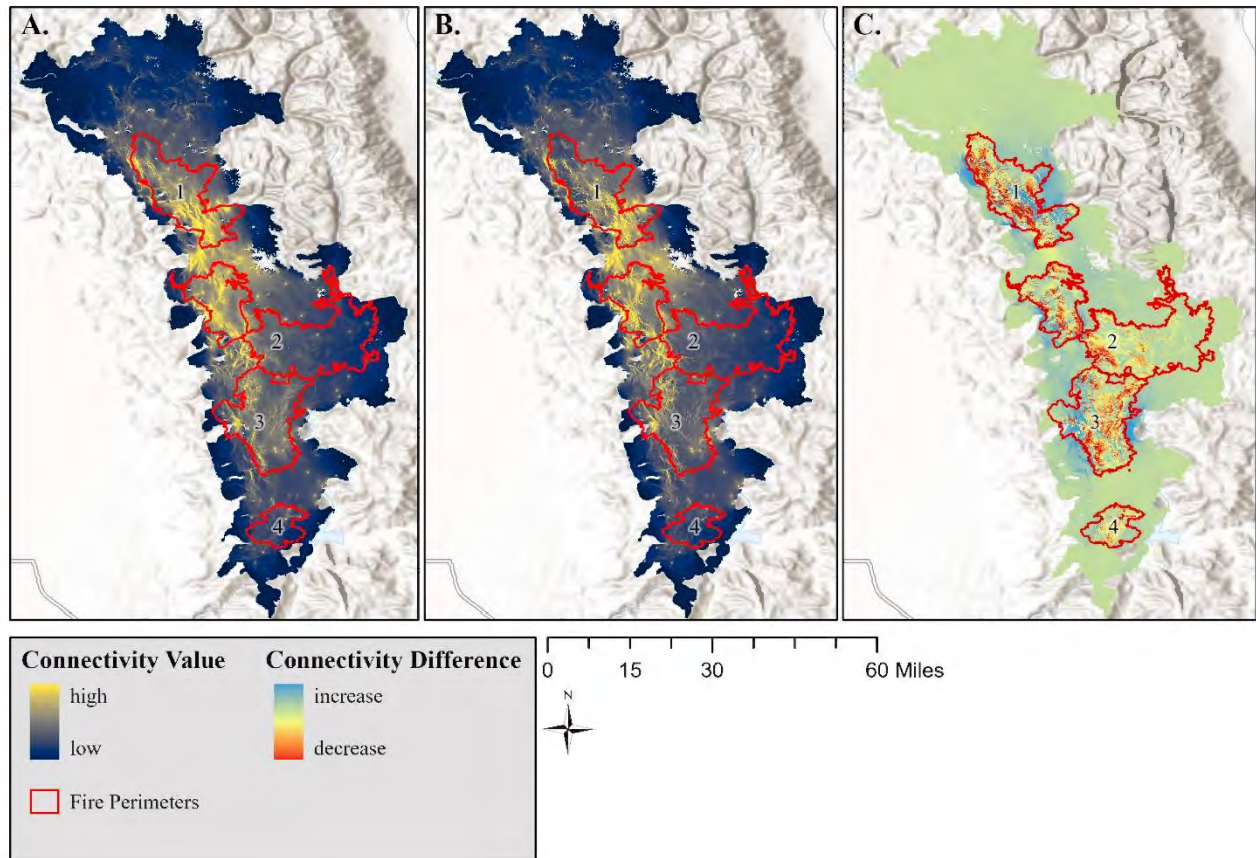 A.
B.
C.
1
1
1
2
2
2
3
3
3
4
4
4
Connectivity Value
high
low
Connectivity Difference
increase
decrease
Fire Perimeters
0 15 30 60 Miles
N